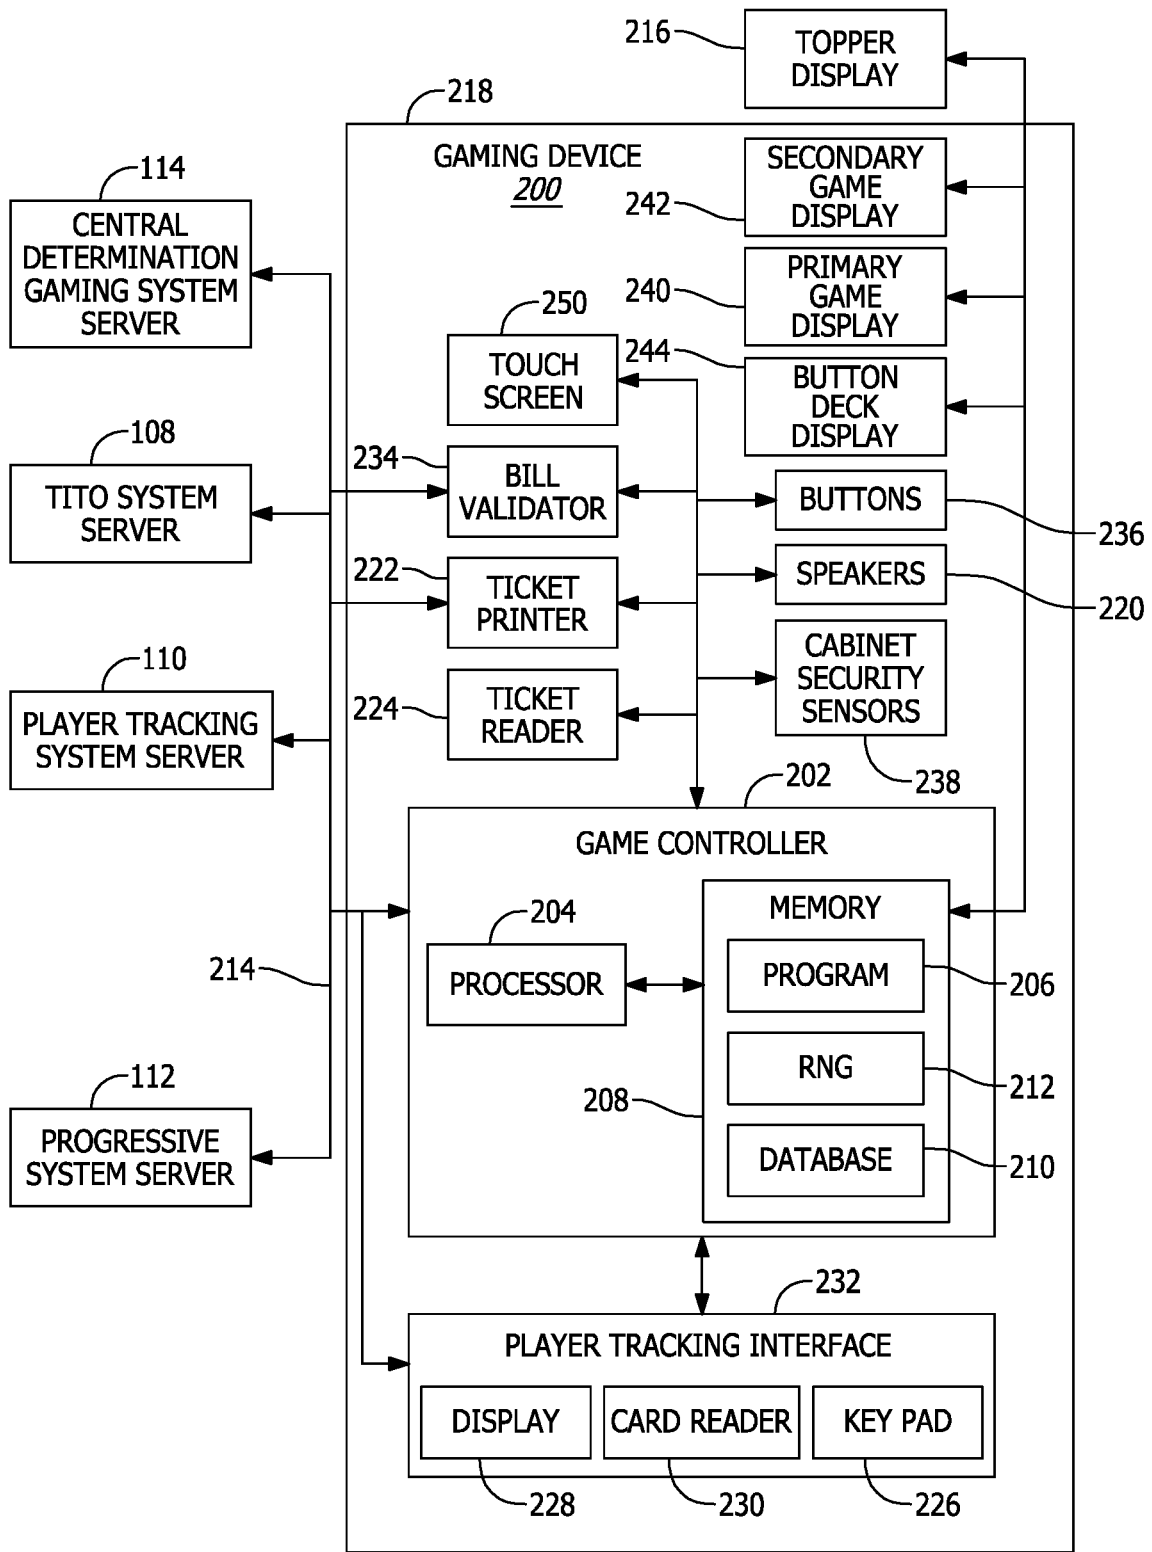 216
TOPPER
DISPLAY
218
GAMING DEVICE
200
SECONDARY
GAME
DISPLAY
242
114
CENTRAL
DETERMINATION
GAMING SYSTEM
SERVER
PRIMARY
GAME
DISPLAY
240
250
TOUCH
SCREEN
244
BUTTON
DECK
DISPLAY
108
TITO SYSTEM
SERVER
234
BILL
VALIDATOR
BUTTONS
236
222
TICKET
PRINTER
SPEAKERS
220
110
PLAYER TRACKING
SYSTEM SERVER
224
TICKET
READER
CABINET
SECURITY
SENSORS
238
202
GAME CONTROLLER
204
PROCESSOR
MEMORY
PROGRAM
206
214
RNG
212
208
DATABASE
210
112
PROGRESSIVE
SYSTEM SERVER
232
PLAYER TRACKING INTERFACE
DISPLAY
CARD READER
KEY PAD
228
230
226